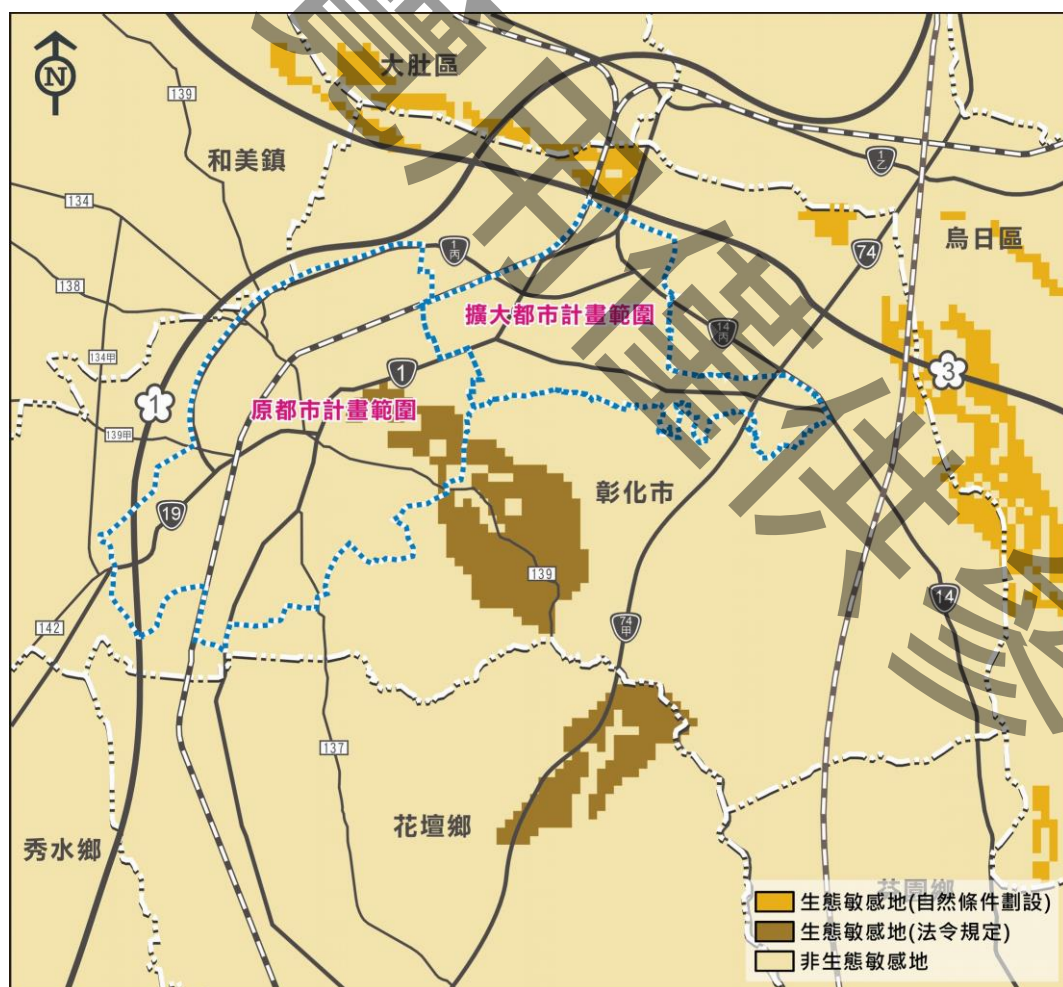 大肚區
N
139
和美鎮
1乙
134
烏日區
1丙
74
138
擴大都市計畫範圍
14丙
134甲
1
3
1
原都市計畫範圍
139甲
彰化市
19
139
14
74甲
142
137
花壇鄉
秀水鄉
芬園鄉
生態敏感地(自然條件劃設)
生態敏感地(法令規定)
非生態敏感地